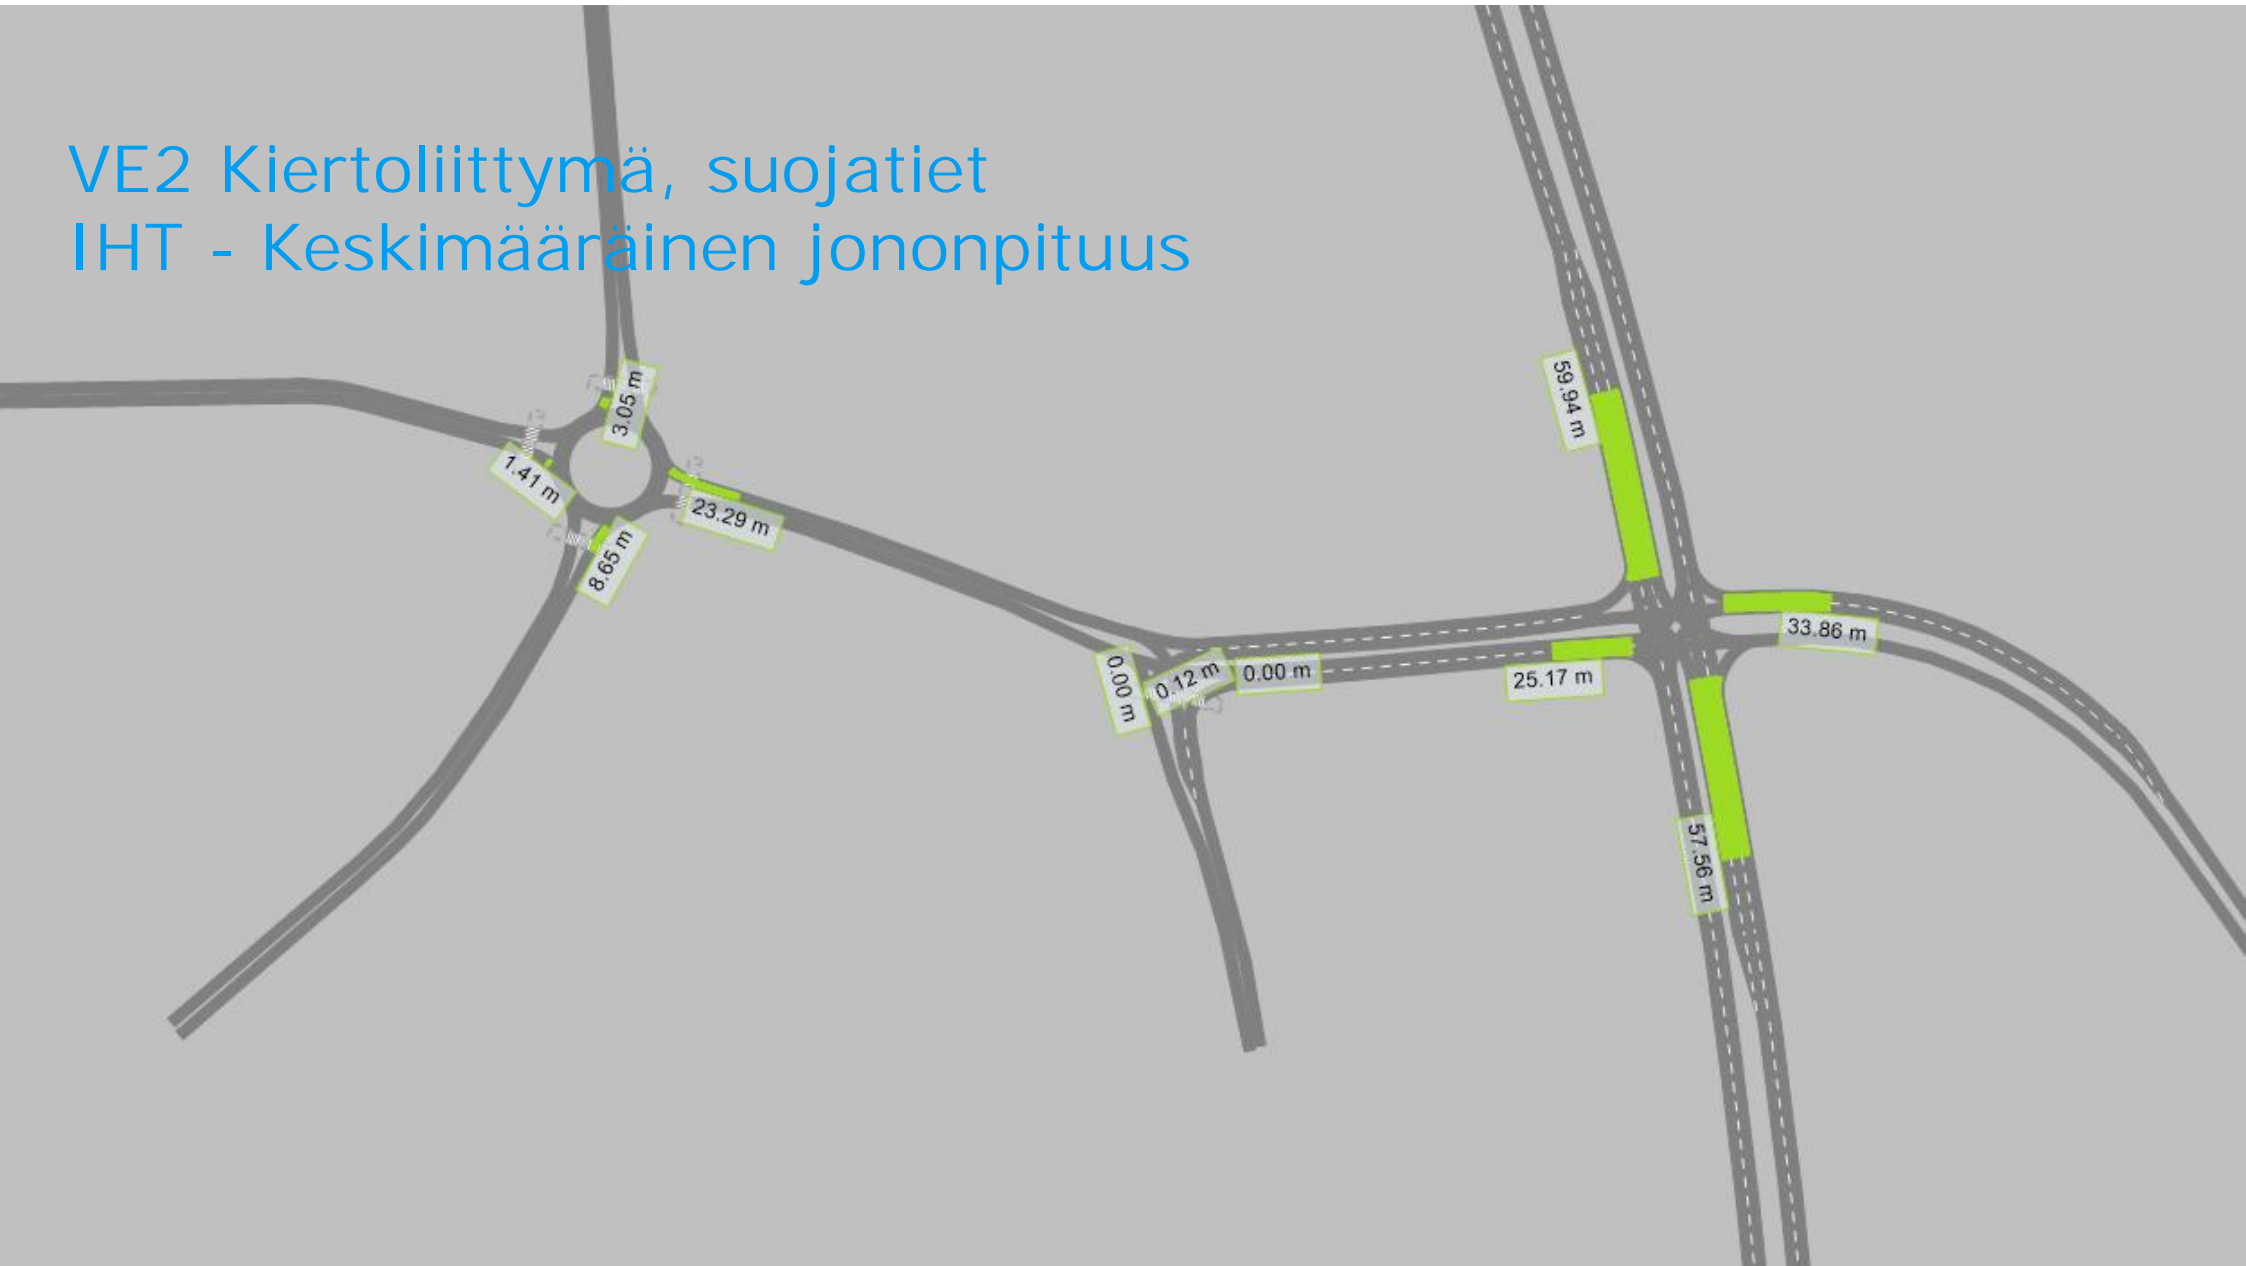 VE2 Kiertoliittymä, suojatiet
IHT - Keskimääräinen jononpituus
3.05 m
59.94 m
1.41 m
23.29 m
8.65 m
33.86 m
0.00 m
0.12 m
0.00 m
25.17 m
57.56 m